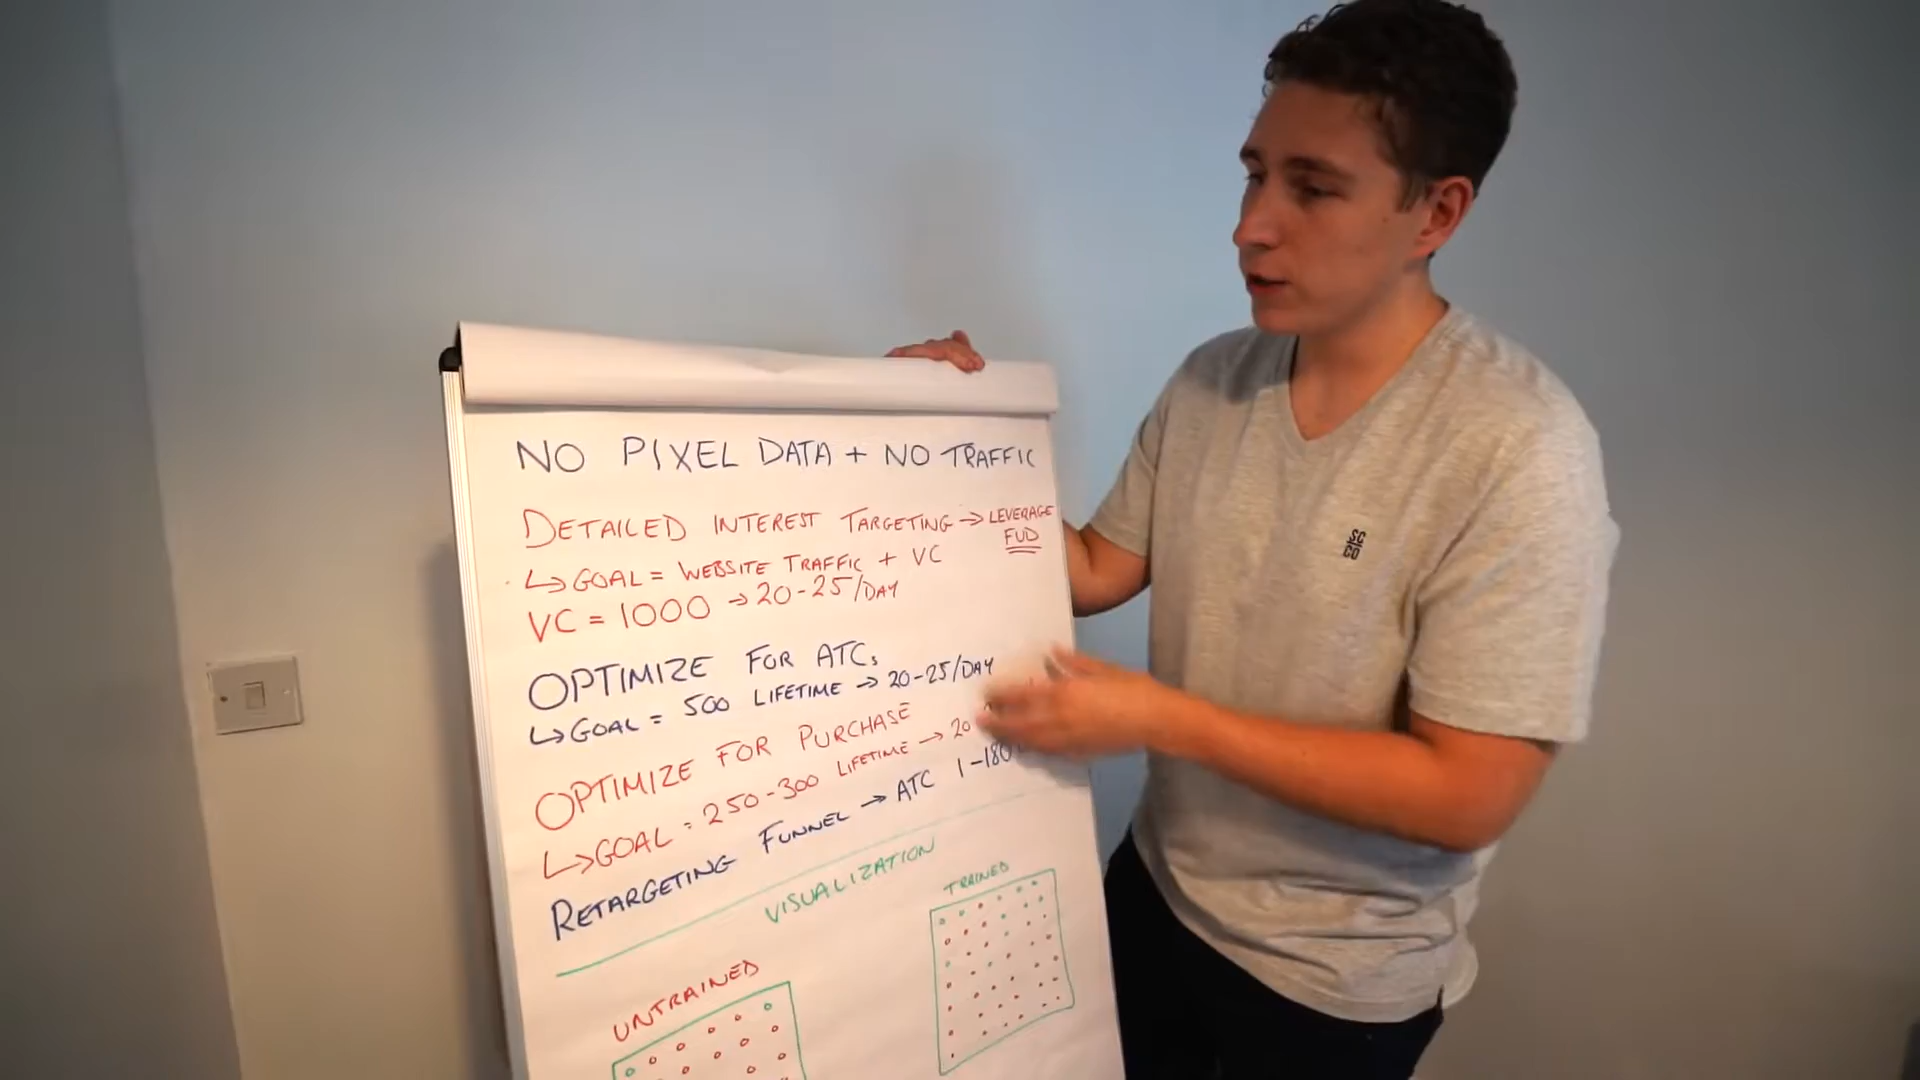 NO PIXEL DATA + NO TRAFFIC
DETAILED INTEREST TARGETING → LEVERAGE
FUD
↳ GOAL = WEBSITE TRAFFIC + VC
VC = 1000 → 20-25/DAY
OPTIMIZE FOR ATCs
↳ GOAL = 500 LIFETIME → 20-25/DAY
OPTIMIZE FOR PURCHASE
↳ GOAL = 250-300 LIFETIME → 20
RETARGETING FUNNEL → ATC 1-180
VISUALIZATION
TRAINED
UNTRAINED